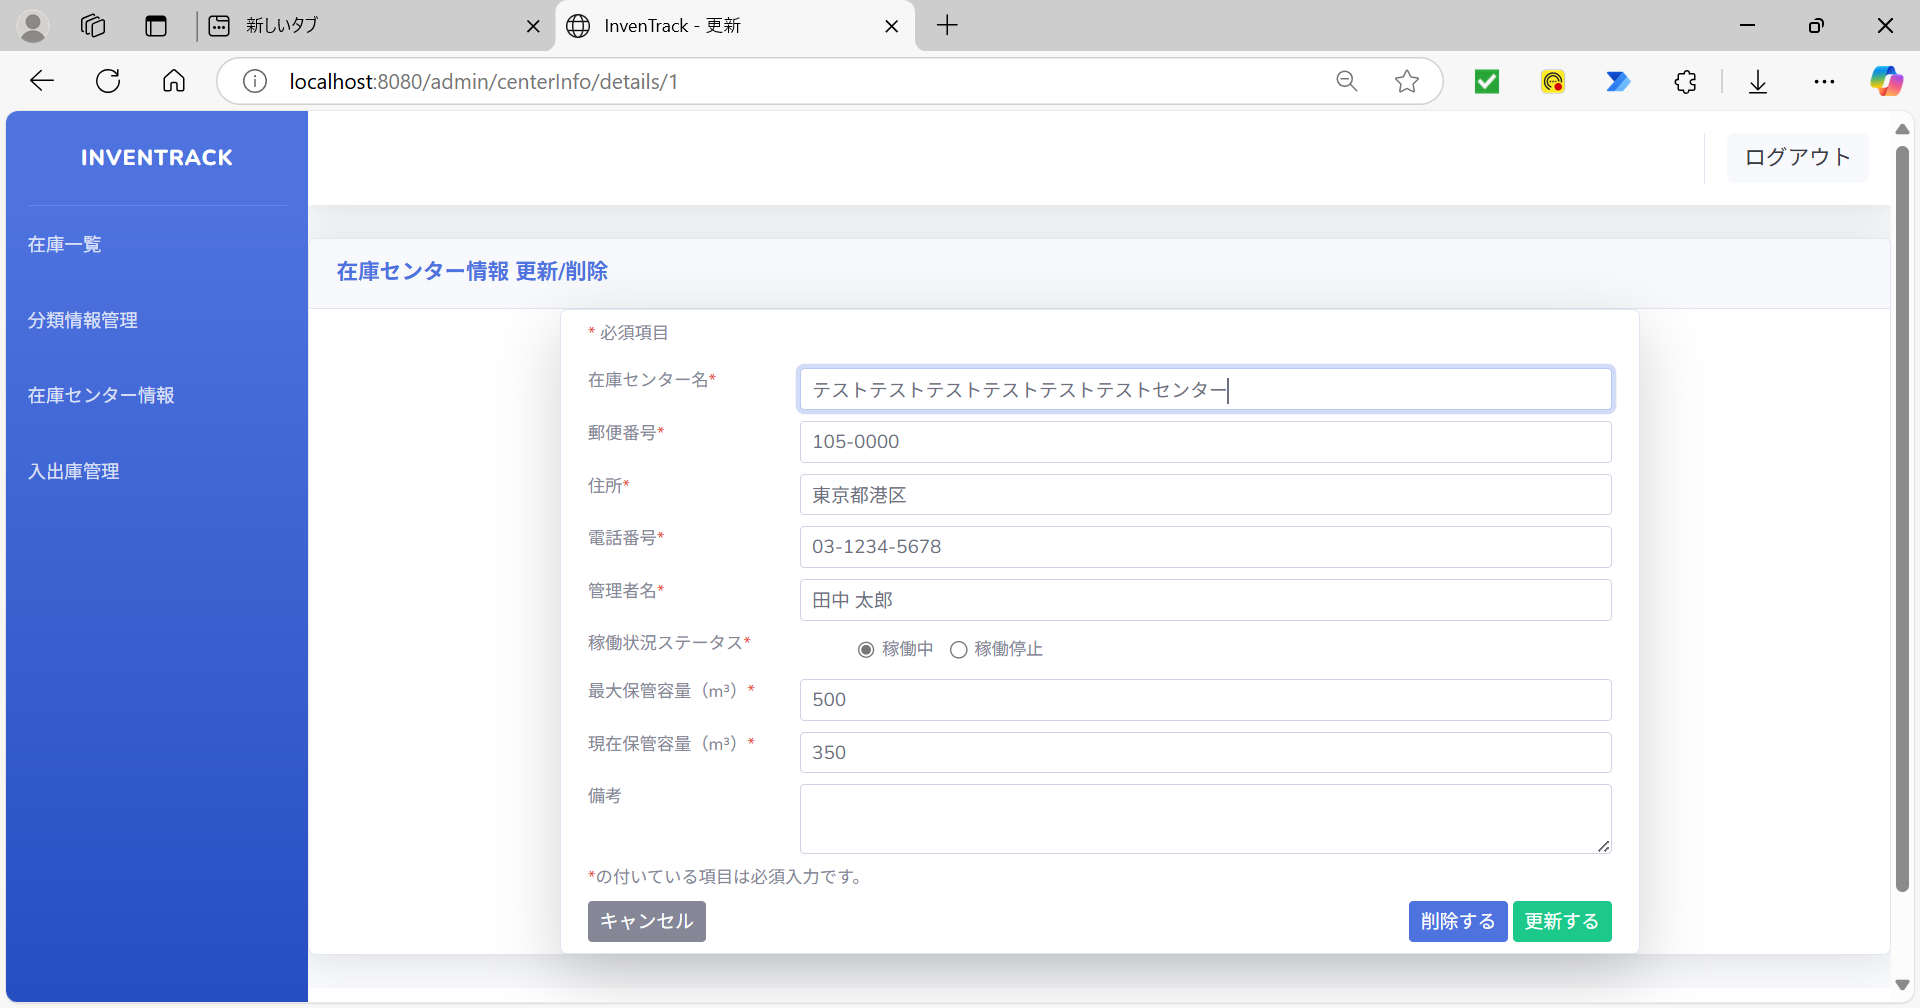 新しいタブ
InvenTrack - 更新
localhost:8080/admin/centerInfo/details/1
INVENTRACK
ログアウト
在庫一覧
分類情報管理
在庫センター情報
入出庫管理
在庫センター情報 更新/削除
* 必須項目
在庫センター名*
テストテストテストテストテストテストセンター
郵便番号*
105-0000
住所*
東京都港区
電話番号*
03-1234-5678
管理者名*
田中 太郎
稼働状況ステータス*
稼働中 稼働停止
最大保管容量（m³）*
500
現在保管容量（m³）*
350
備考
*の付いている項目は必須入力です。
キャンセル 削除する 更新する